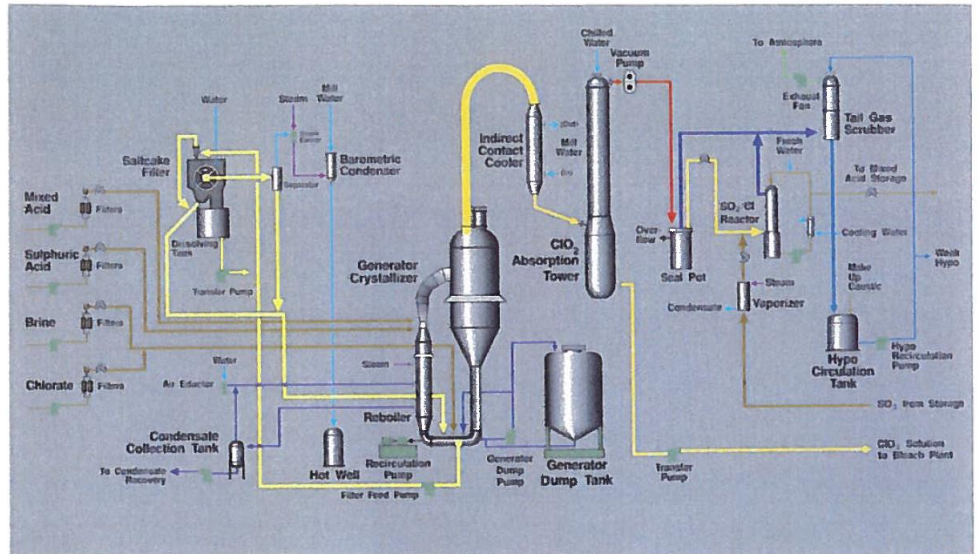 Chilled
Water
Vacuum
Pump
To Atmosphere
Exhaust
Fan
Tail Gas
Scrubber
Water
Steam
Mill
Water
Saltcake
Filter
Separator
Barometric
Condenser
Indirect
Contact
Cooler
(Out)
Mill
Water
(In)
Fresh
Water
To Mixed
Acid Storage
Mixed
Acid
Filters
SO2/Cl
Reactor
Dissolving
Tank
ClO2
Absorption
Tower
Over-
flow
Seal Pot
Cooling Water
Sulphuric
Acid
Filters
Generator
Crystallizer
Weak
Hypo
Transfer Pump
Steam
Make
Up
Caustic
Condensate
Vaporizer
Brine
Filters
Water
Steam
Hypo
Circulation
Tank
Hypo
Recirculation
Pump
Chlorate
Filters
Air Eductor
Reboiler
SO2 from Storage
Condensate
Collection Tank
To Condensate
Recovery
Hot Well
Recirculation
Pump
Generator
Dump
Pump
Generator
Dump Tank
Transfer
Pump
ClO2 Solution
to Bleach Plant
Filter Feed Pump